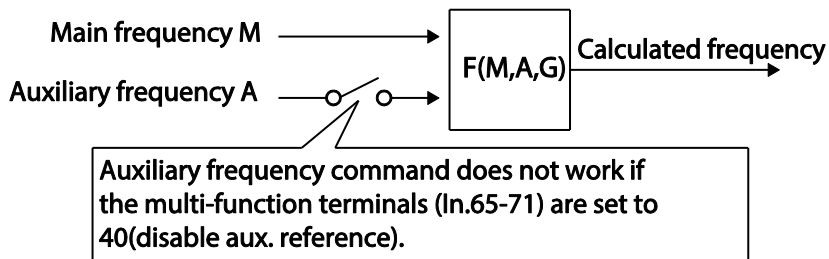 Main frequency M
Auxiliary frequency A
F(M,A,G)
Calculated frequency
Auxiliary frequency command does not work if
the multi-function terminals (In.65-71) are set to
40(disable aux. reference).